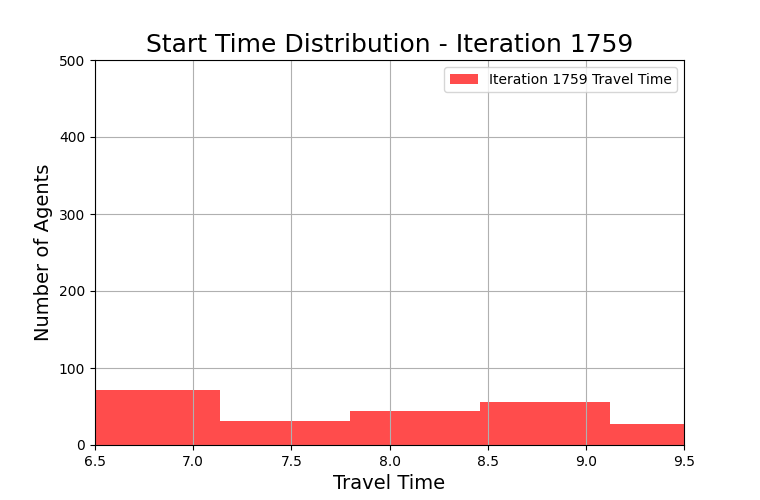 Start Time Distribution - Iteration 1759
Iteration 1759 Travel Time
Number of Agents
500
400
300
200
100
0
6.5 7.0 7.5 8.0 8.5 9.0 9.5
Travel Time